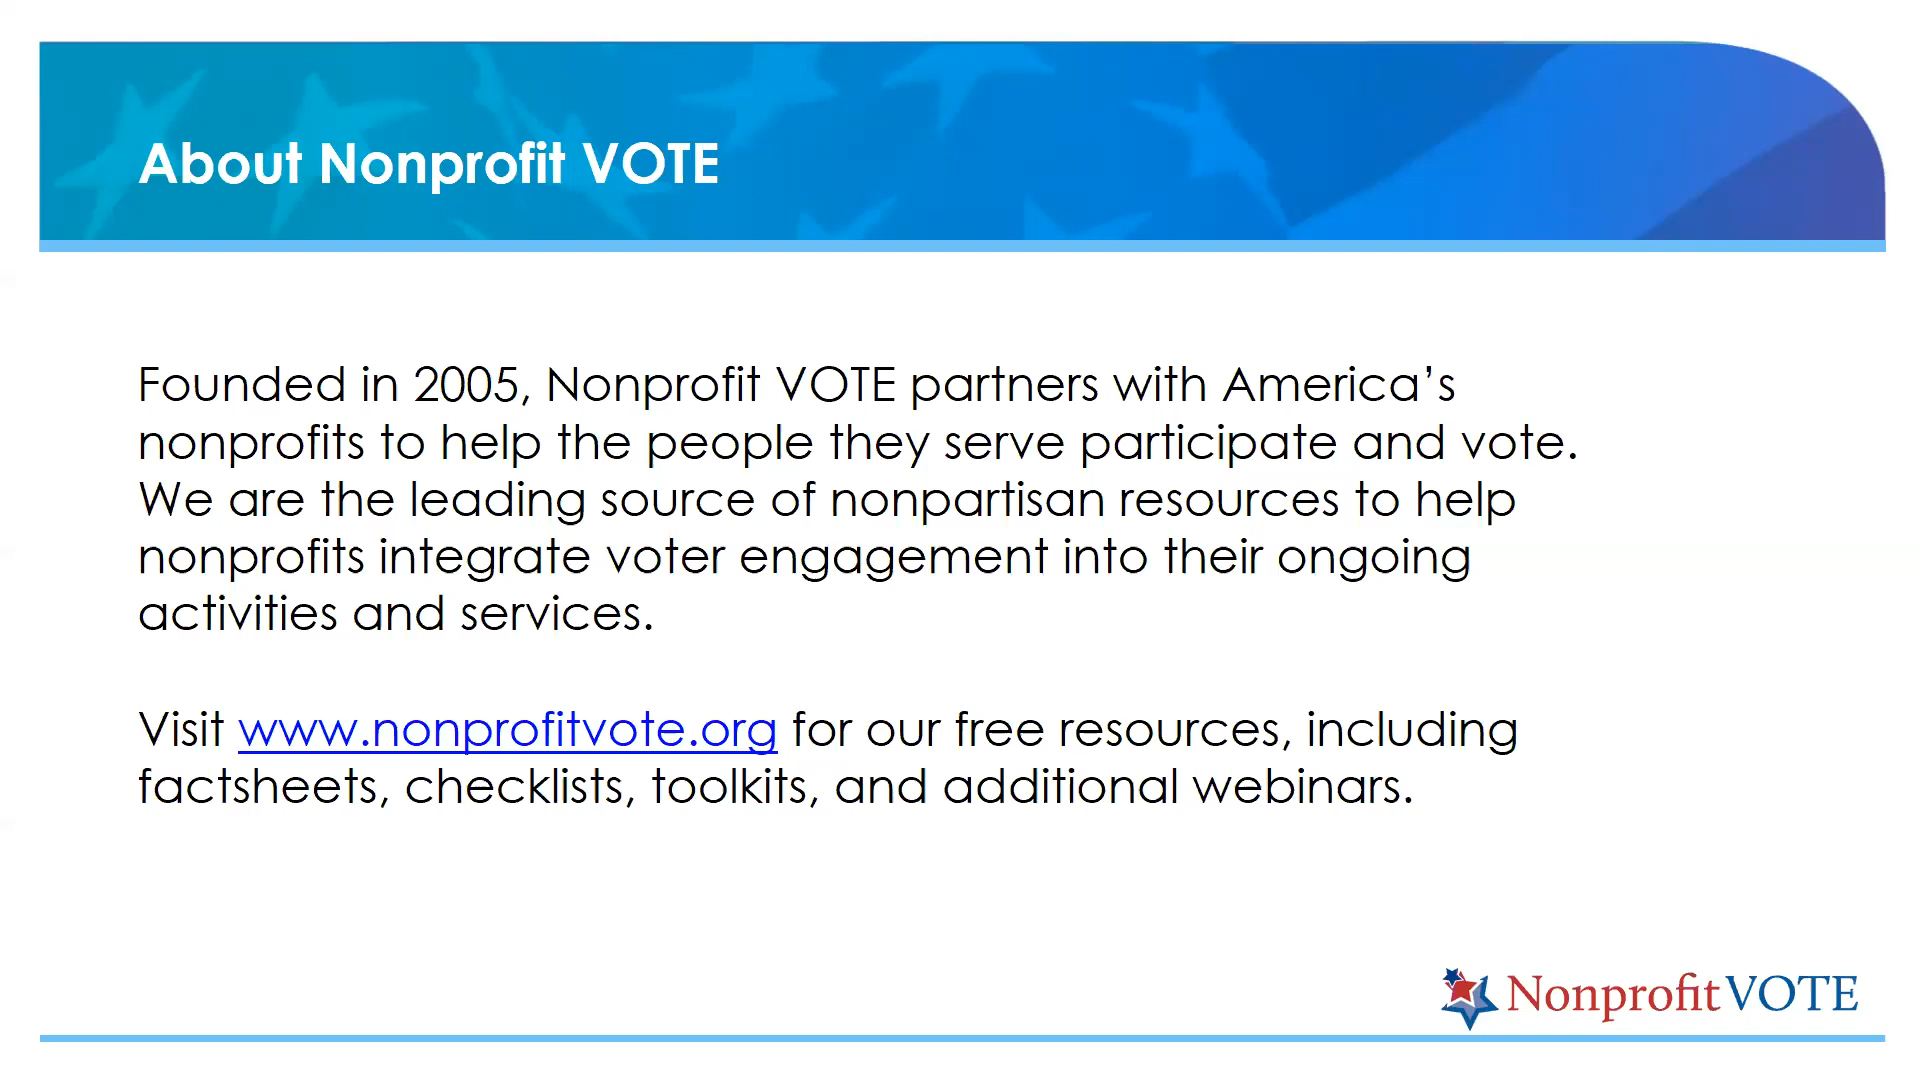 About Nonprofit VOTE
Founded in 2005, Nonprofit VOTE partners with America’s
nonprofits to help the people they serve participate and vote.
We are the leading source of nonpartisan resources to help
nonprofits integrate voter engagement into their ongoing
activities and services.
Visit www.nonprofitvote.org for our free resources, including
factsheets, checklists, toolkits, and additional webinars.
Nonprofit VOTE